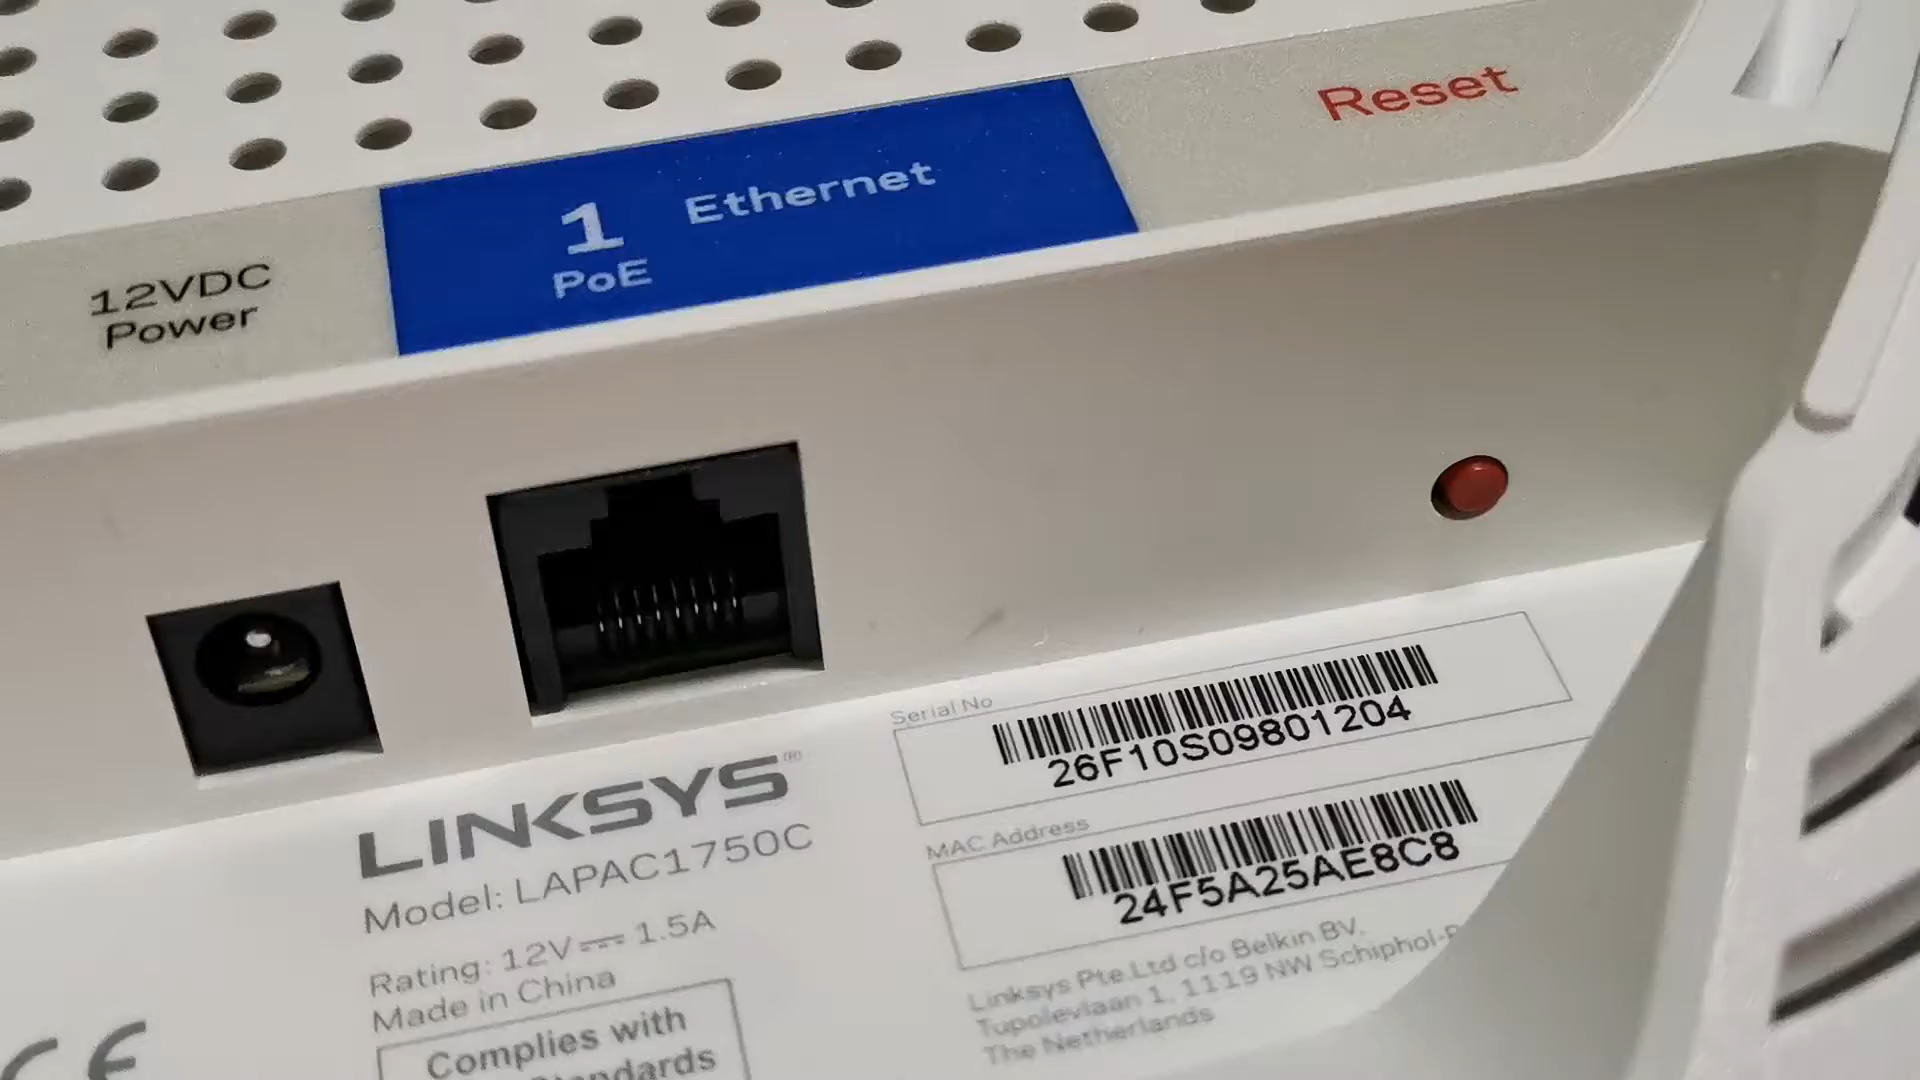 12VDC
Power
1
PoE
Ethernet
Reset
LINKSYS®
Model: LAPAC1750C
Rating: 12V⎓1.5A
Made in China
Complies with
CE
Serial No
26F10S09801204
MAC Address
24F5A25AE8C8
Linksys Pte.Ltd c/o Belkin BV.
Tupolevlaan 1, 1119 NW Schiphol-
The Netherlands